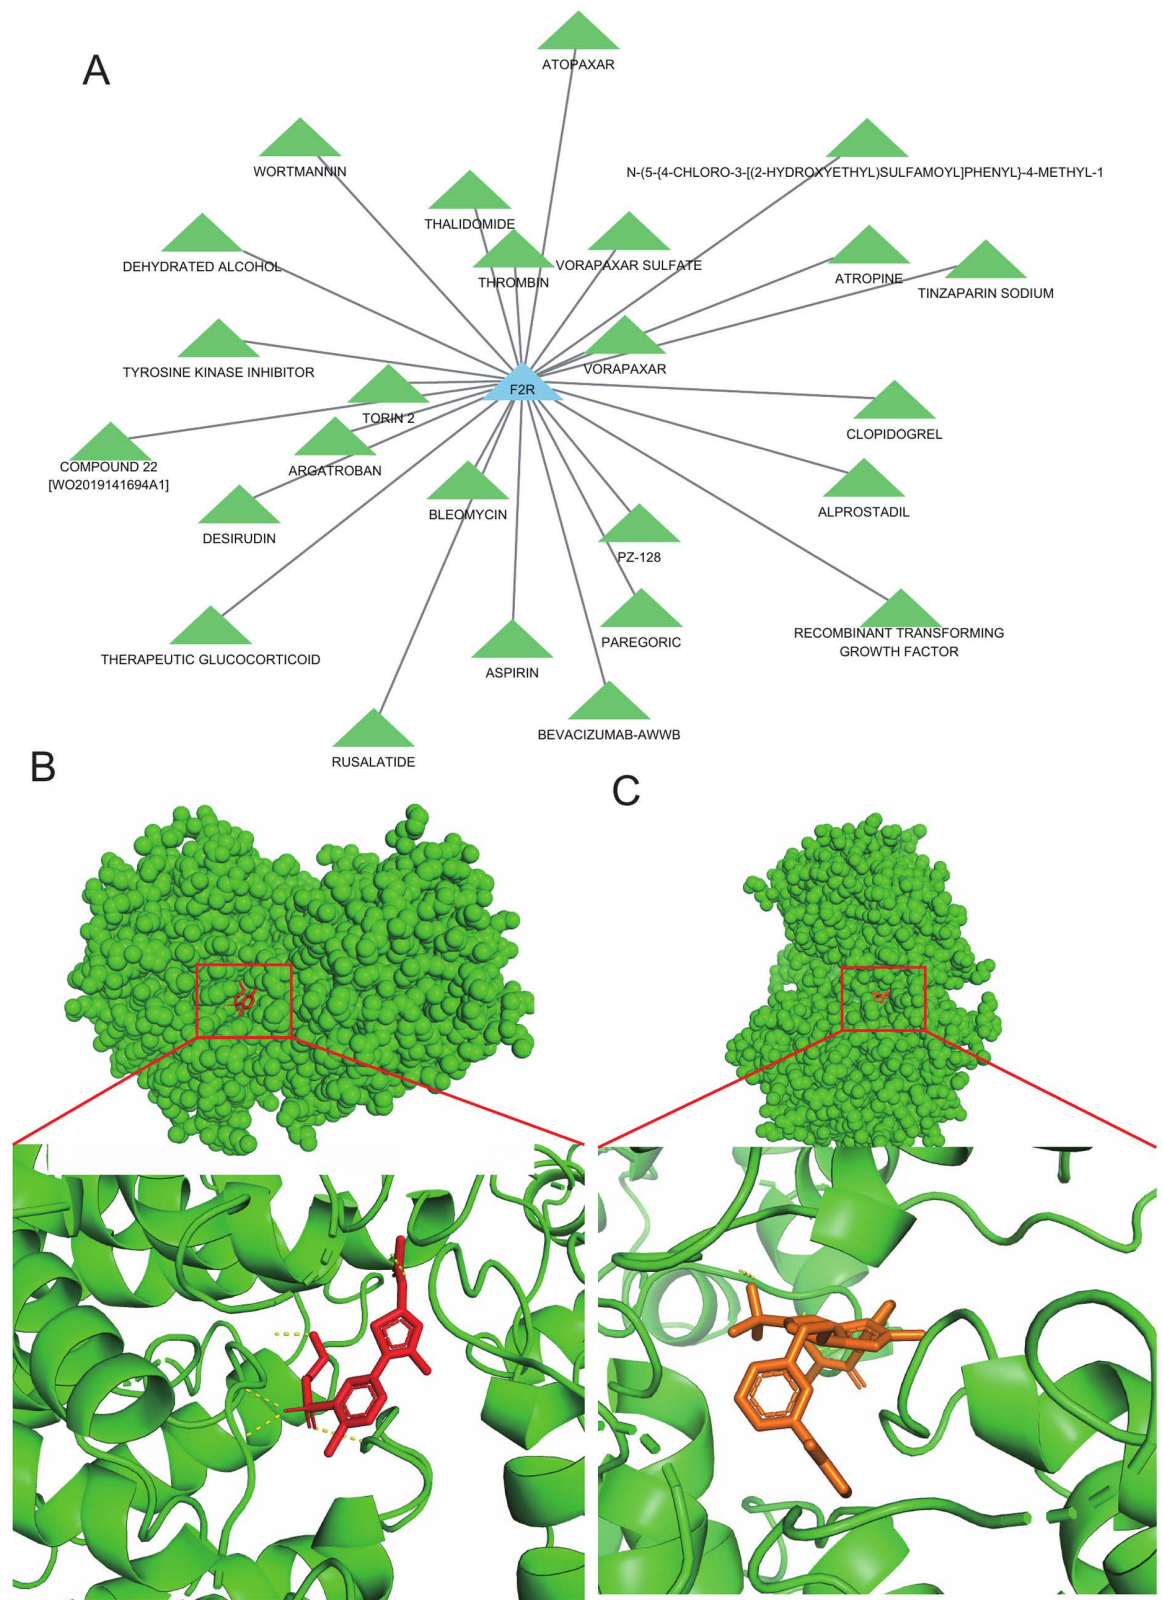 A
ATOPAXAR
WORTMANNIN
N-(5-{4-CHLORO-3-[(2-HYDROXYETHYL)SULFAMOYL]PHENYL}-4-METHYL-1
THALIDOMIDE
DEHYDRATED ALCOHOL
VORAPAXAR SULFATE
THROMBIN
ATROPINE
TINZAPARIN SODIUM
TYROSINE KINASE INHIBITOR
VORAPAXAR
F2R
TORIN 2
CLOPIDOGREL
COMPOUND 22
[WO2019141694A1]
ARGATROBAN
BLEOMYCIN
ALPROSTADIL
DESIRUDIN
PZ-128
THERAPEUTIC GLUCOCORTICOID
ASPIRIN
PAREGORIC
RECOMBINANT TRANSFORMING
GROWTH FACTOR
BEVACIZUMAB-AWWB
RUSALATIDE
B
C